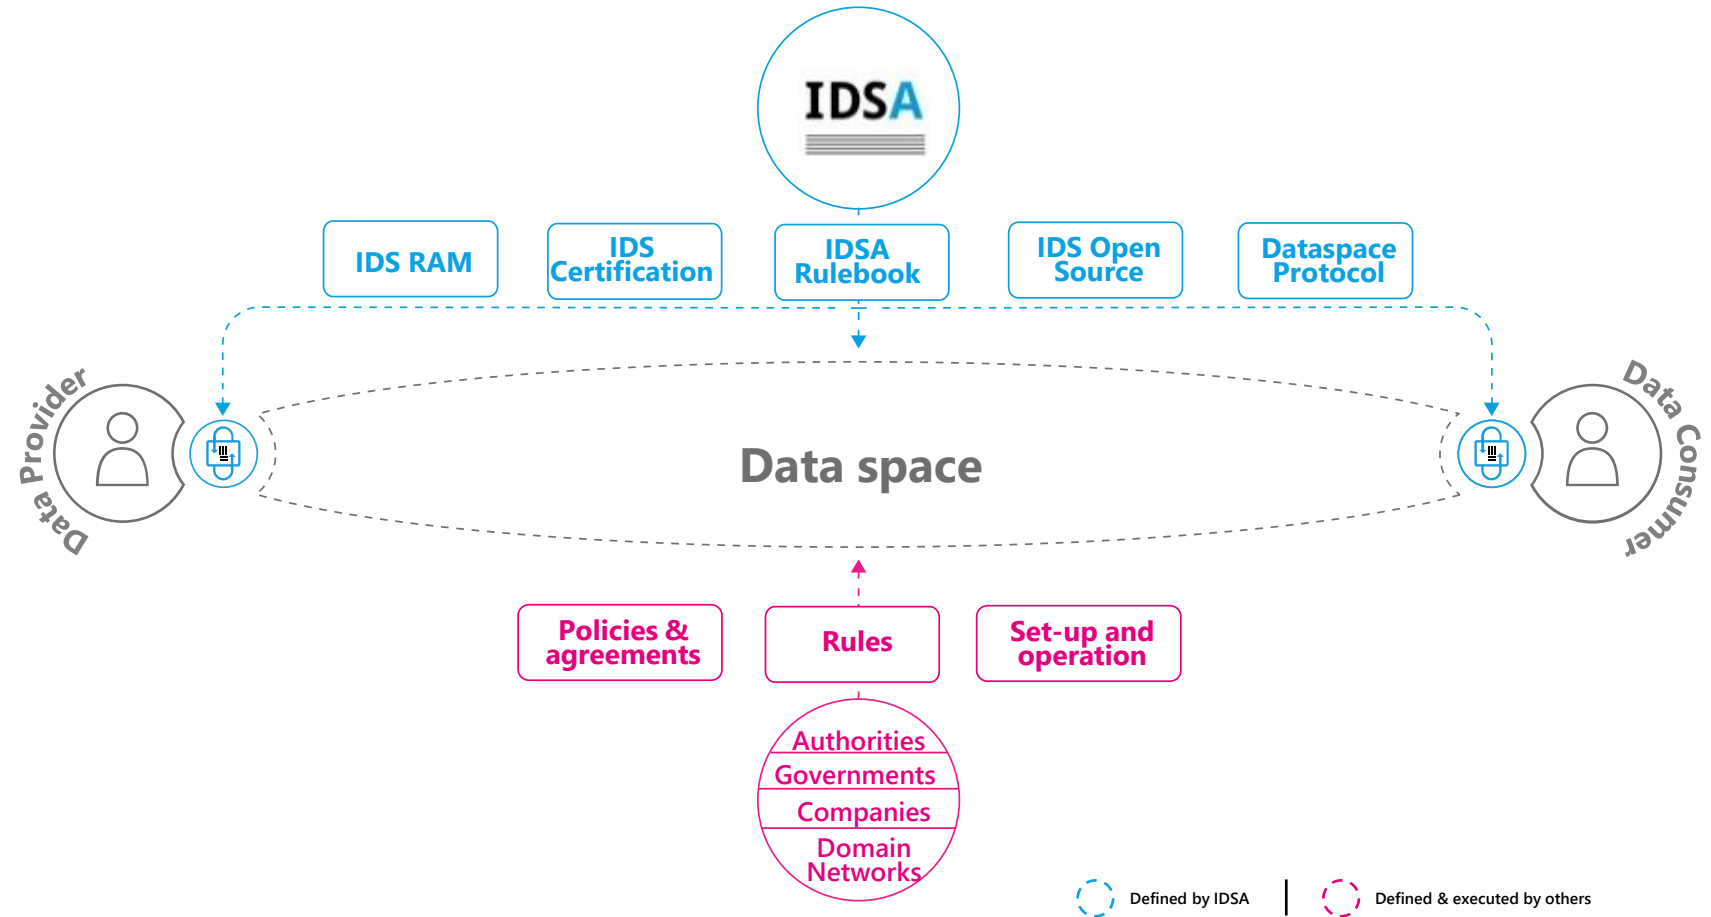 IDSA
IDS RAM
IDS
Certification
IDSA
Rulebook
IDS Open
Source
Dataspace
Protocol
Data Provider
Data space
Data Consumer
Policies &
agreements
Rules
Set-up and
operation
Authorities
Governments
Companies
Domain
Networks
Defined by IDSA
Defined & executed by others